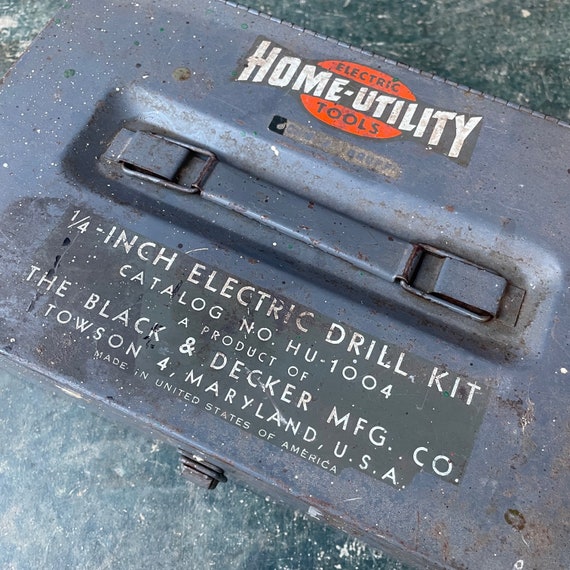 ELECTRIC
HOME-UTILITY
TOOLS
1/4-INCH ELECTRIC DRILL KIT
CATALOG NO. HU-1004
A PRODUCT OF
THE BLACK & DECKER MFG. CO.
TOWSON 4, MARYLAND, U.S.A.
MADE IN UNITED STATES OF AMERICA